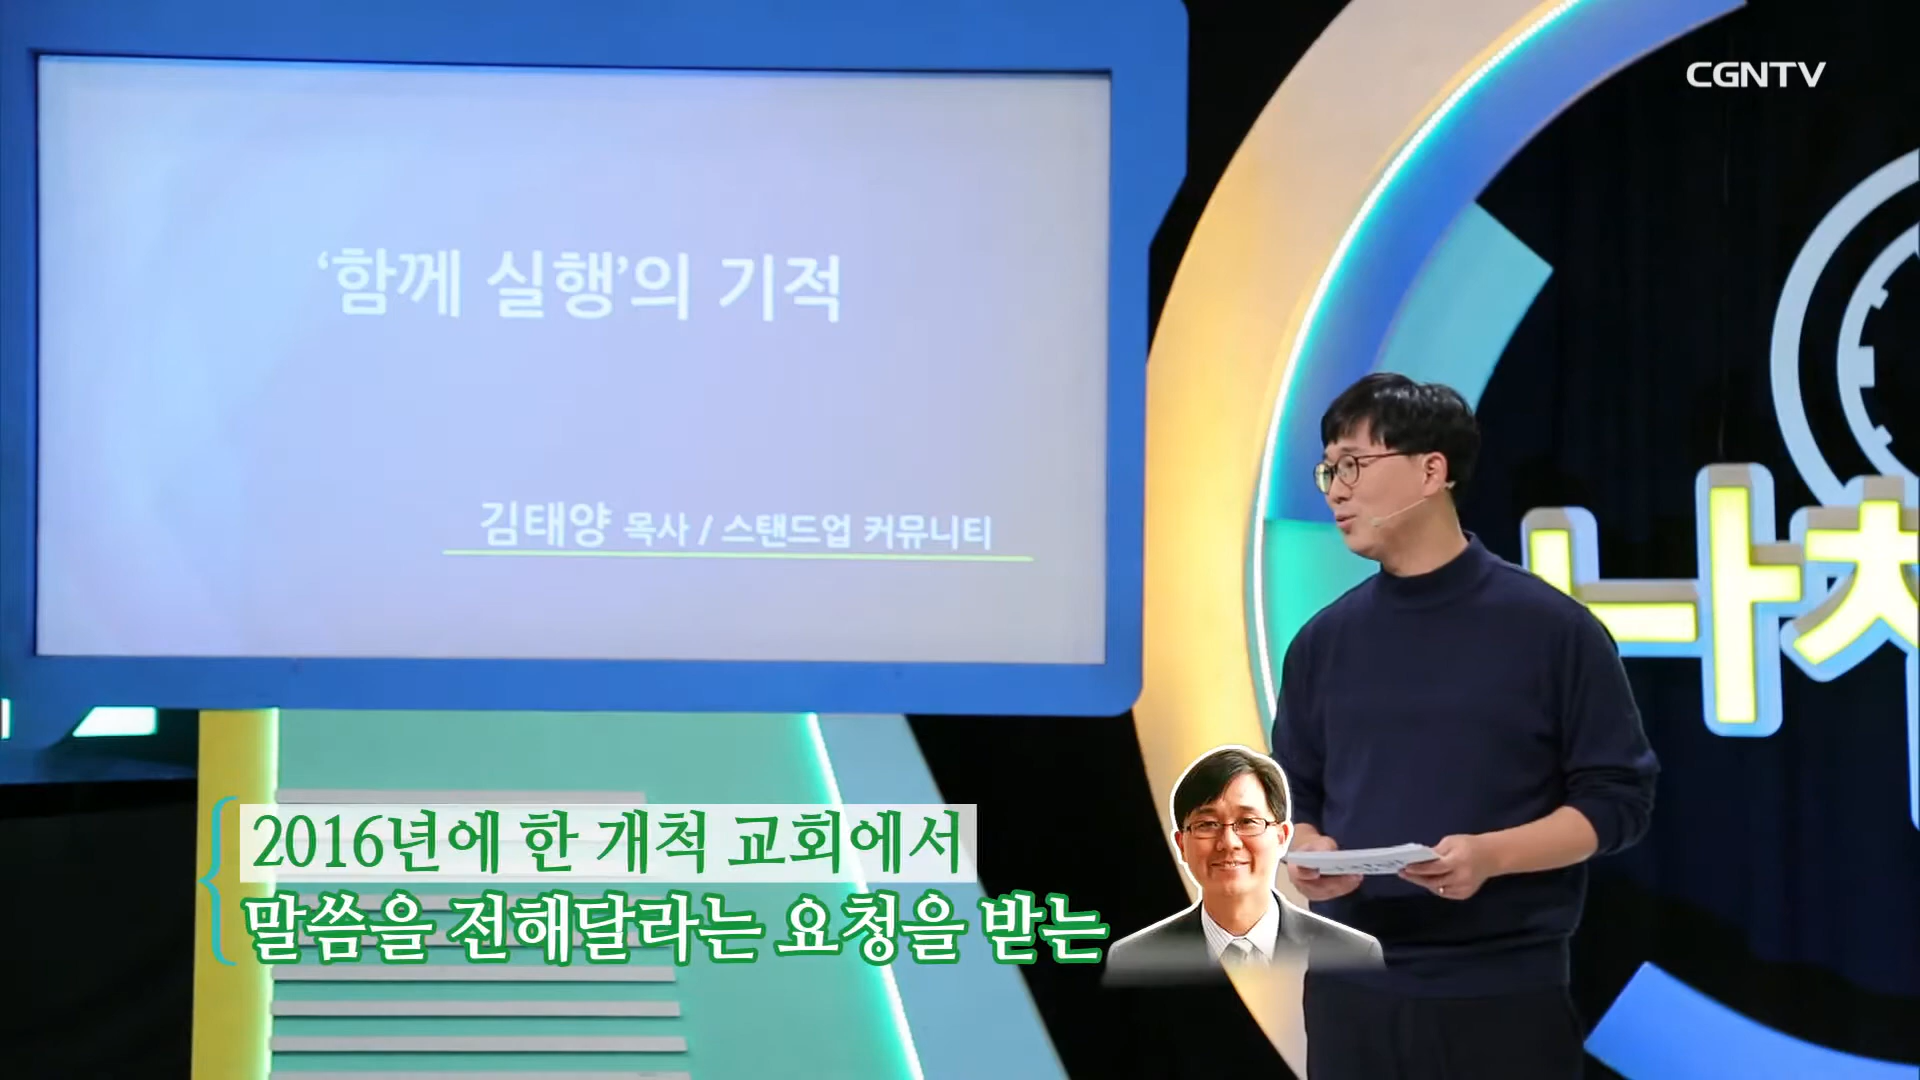 CGNTV
‘함께 실행’의 기적
김태양 목사 / 스탠드업 커뮤니티
나침
2016년에 한 개척 교회에서
말씀을 전해달라는 요청을 받는